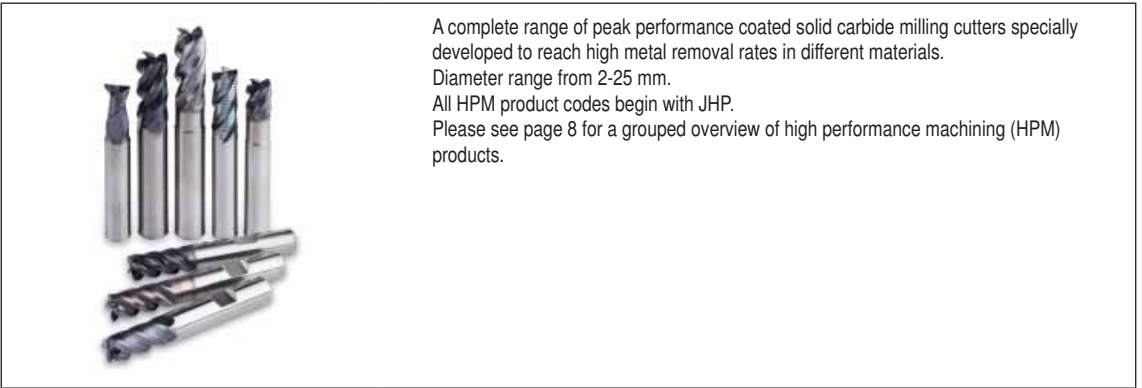 A complete range of peak performance coated solid carbide milling cutters specially
developed to reach high metal removal rates in different materials.
Diameter range from 2-25 mm.
All HPM product codes begin with JHP.
Please see page 8 for a grouped overview of high performance machining (HPM)
products.